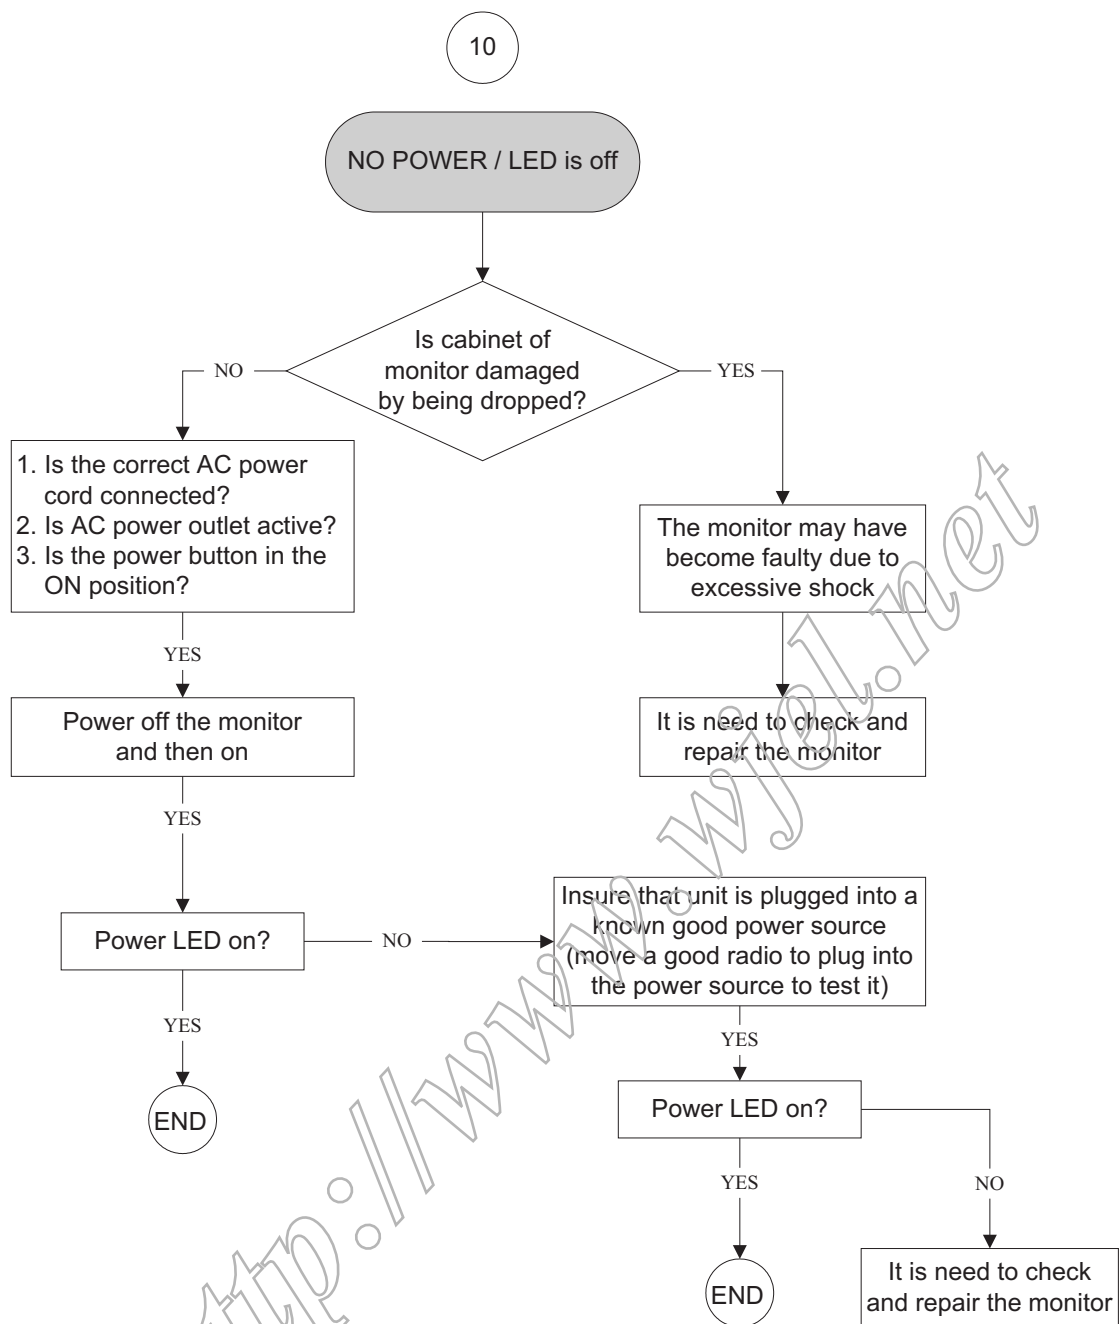 10
NO POWER / LED is off
Is cabinet of
monitor damaged
by being dropped?
NO
YES
1. Is the correct AC power
cord connected?
2. Is AC power outlet active?
3. Is the power button in the
ON position?
The monitor may have
become faulty due to
excessive shock
YES
Power off the monitor
and then on
It is need to check and
repair the monitor
YES
Power LED on?
NO
Insure that unit is plugged into a
known good power source
(move a good radio to plug into
the power source to test it)
YES
END
YES
Power LED on?
YES
NO
END
It is need to check
and repair the monitor
ttp://www.wjel.net